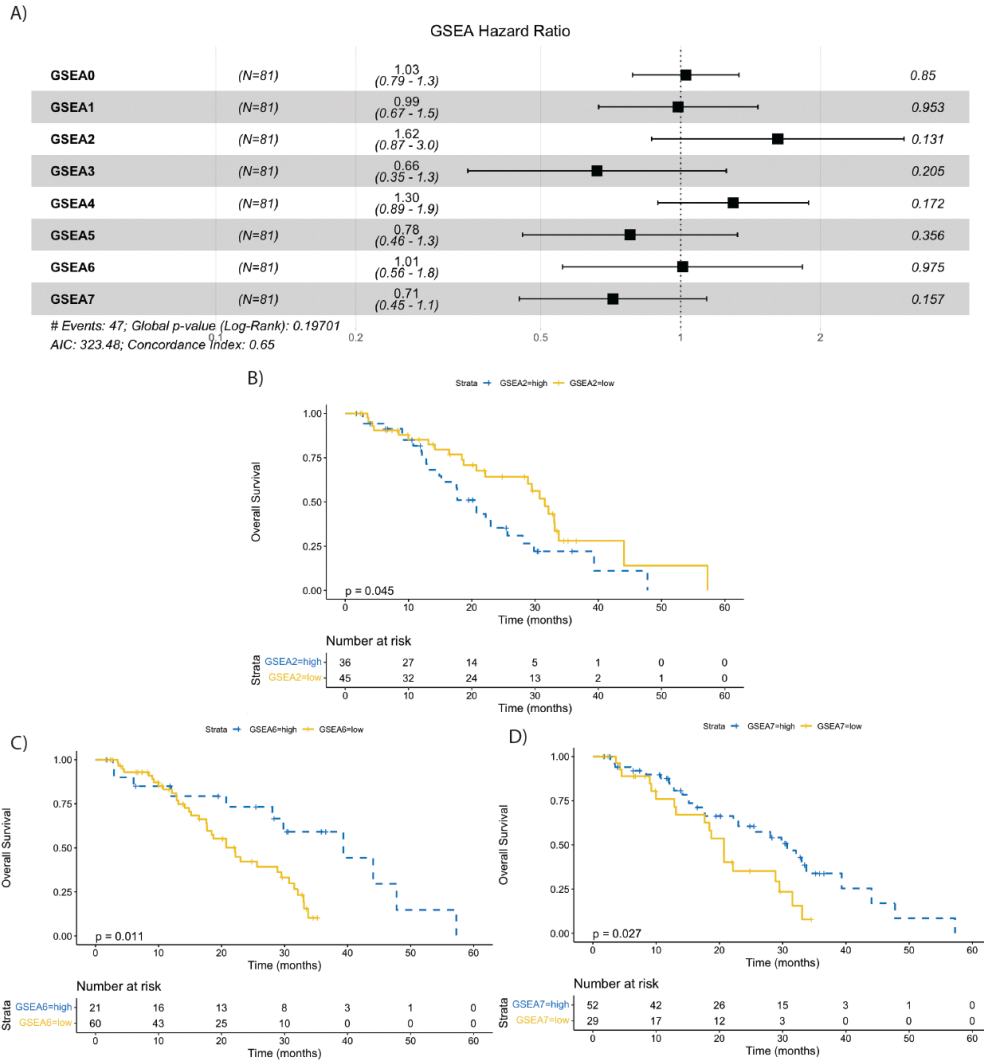 A)
GSEA Hazard Ratio
GSEA0 (N=81) 1.03 (0.79 - 1.3) 0.85
GSEA1 (N=81) 0.99 (0.67 - 1.5) 0.953
GSEA2 (N=81) 1.62 (0.87 - 3.0) 0.131
GSEA3 (N=81) 0.66 (0.35 - 1.3) 0.205
GSEA4 (N=81) 1.30 (0.89 - 1.9) 0.172
GSEA5 (N=81) 0.78 (0.46 - 1.3) 0.356
GSEA6 (N=81) 1.01 (0.56 - 1.8) 0.975
GSEA7 (N=81) 0.71 (0.45 - 1.1) 0.157
# Events: 47; Global p-value (Log-Rank): 0.19701
AIC: 323.48; Concordance Index: 0.65
0.1 0.2 0.5 1 2
B)
Strata GSEA2=high GSEA2=low
Overall Survival
1.00
0.75
0.50
0.25
0.00
p = 0.045
0 10 20 30 40 50 60
Time (months)
Number at risk
Strata
GSEA2=high 36 27 14 5 1 0 0
GSEA2=low 45 32 24 13 2 1 0
0 10 20 30 40 50 60
Time (months)
C)
Strata GSEA6=high GSEA6=low
Overall Survival
1.00
0.75
0.50
0.25
0.00
p = 0.011
0 10 20 30 40 50 60
Time (months)
Number at risk
Strata
GSEA6=high 21 16 13 8 3 1 0
GSEA6=low 60 43 25 10 0 0 0
0 10 20 30 40 50 60
Time (months)
D)
Strata GSEA7=high GSEA7=low
Overall Survival
1.00
0.75
0.50
0.25
0.00
p = 0.027
0 10 20 30 40 50 60
Time (months)
Number at risk
Strata
GSEA7=high 52 42 26 15 3 1 0
GSEA7=low 29 17 12 3 0 0 0
0 10 20 30 40 50 60
Time (months)